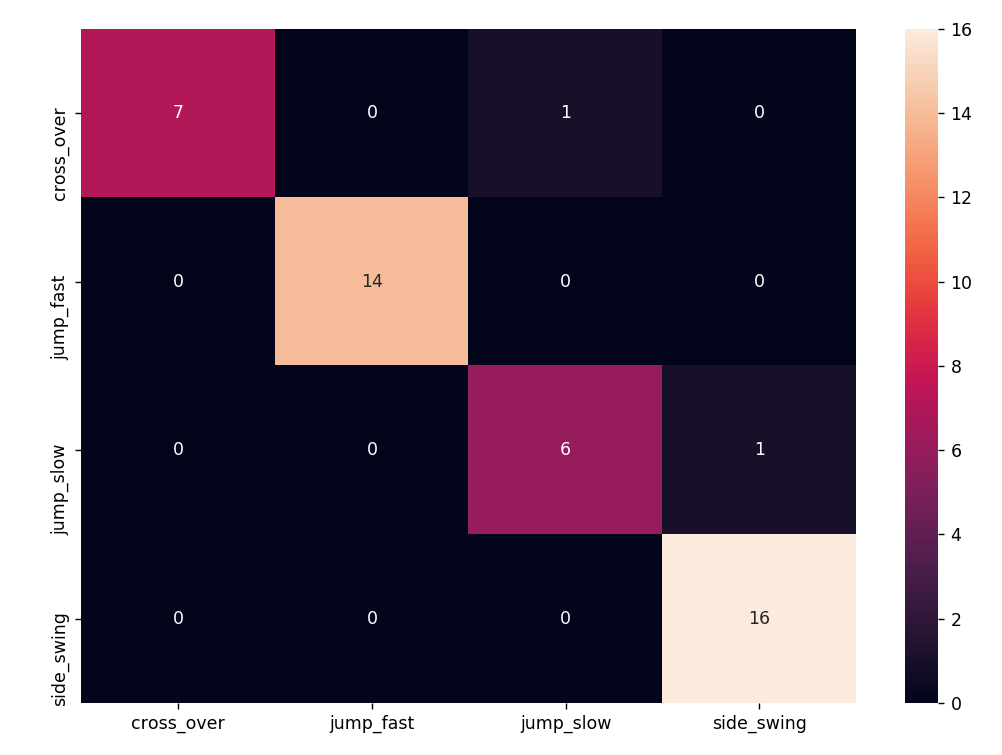 cross_over 7 0 1 0
jump_fast 0 14 0 0
jump_slow 0 0 6 1
side_swing 0 0 0 16
cross_over jump_fast jump_slow side_swing
16
14
12
10
8
6
4
2
0